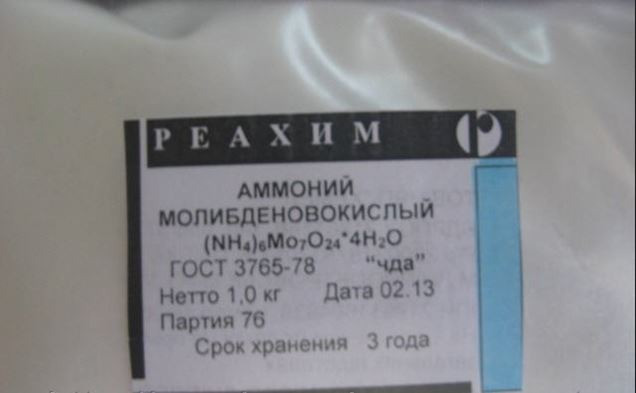 РЕАХИМ
АММОНИЙ
МОЛИБДЕНОВОКИСЛЫЙ
(NH₄)₆Mo₇O₂₄*4H₂O
ГОСТ 3765-78 “чда”
Нетто 1,0 кг Дата 02.13
Партия 76
Срок хранения 3 года